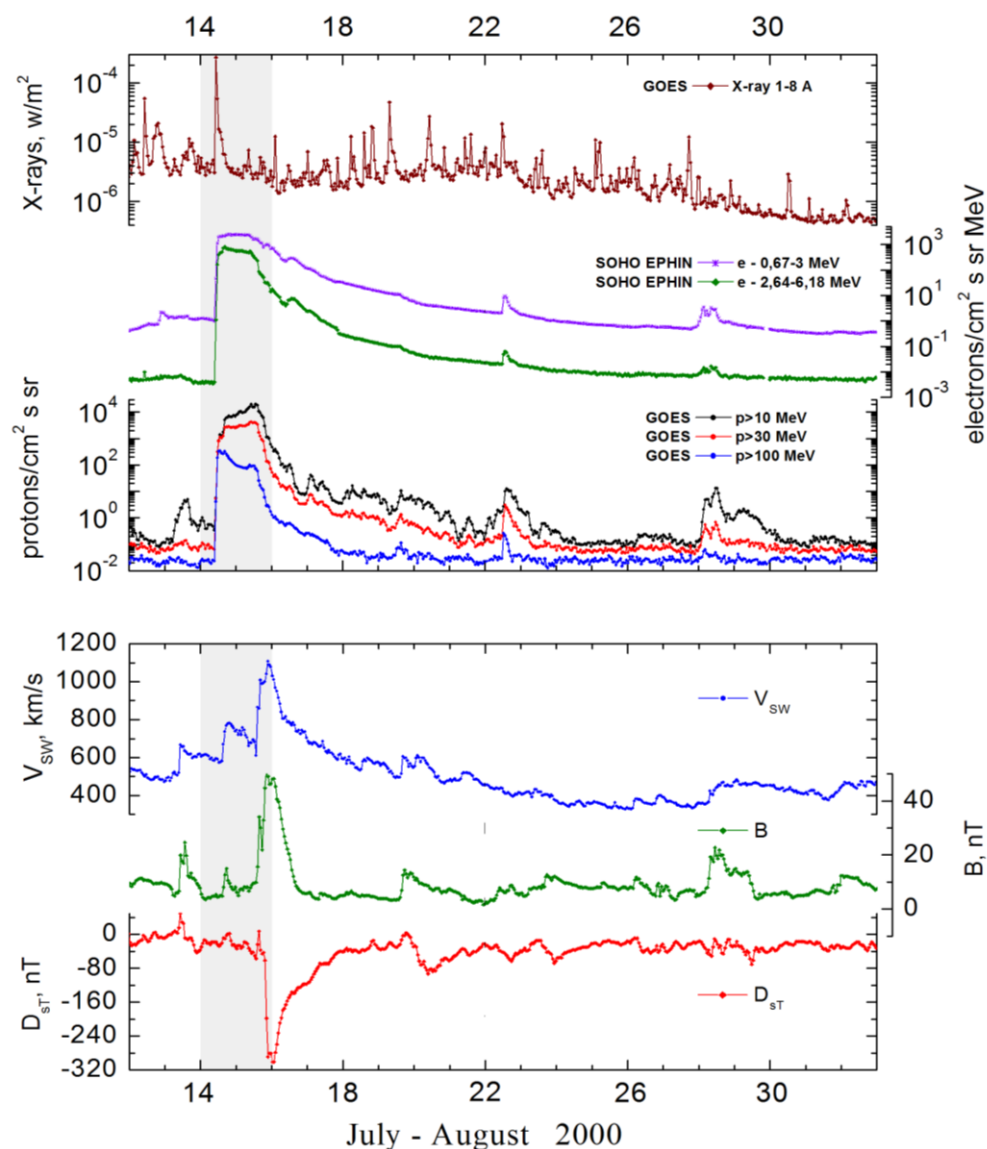 14 18 22 26 30
X-rays, w/m²
10⁻⁴
10⁻⁵
10⁻⁶
GOES X-ray 1-8 A
SOHO EPHIN e - 0,67-3 MeV
SOHO EPHIN e - 2,64-6,18 MeV
10³
10¹
10⁻¹
10⁻³
electrons/cm² s sr MeV
protons/cm² s sr
10⁴
10²
10⁰
10⁻²
GOES p>10 MeV
GOES p>30 MeV
GOES p>100 MeV
V_SW, km/s
1200
1000
800
600
400
V_SW
B
40
20
0
B, nT
D_sT, nT
0
-80
-160
-240
-320
D_sT
14 18 22 26 30
July - August 2000